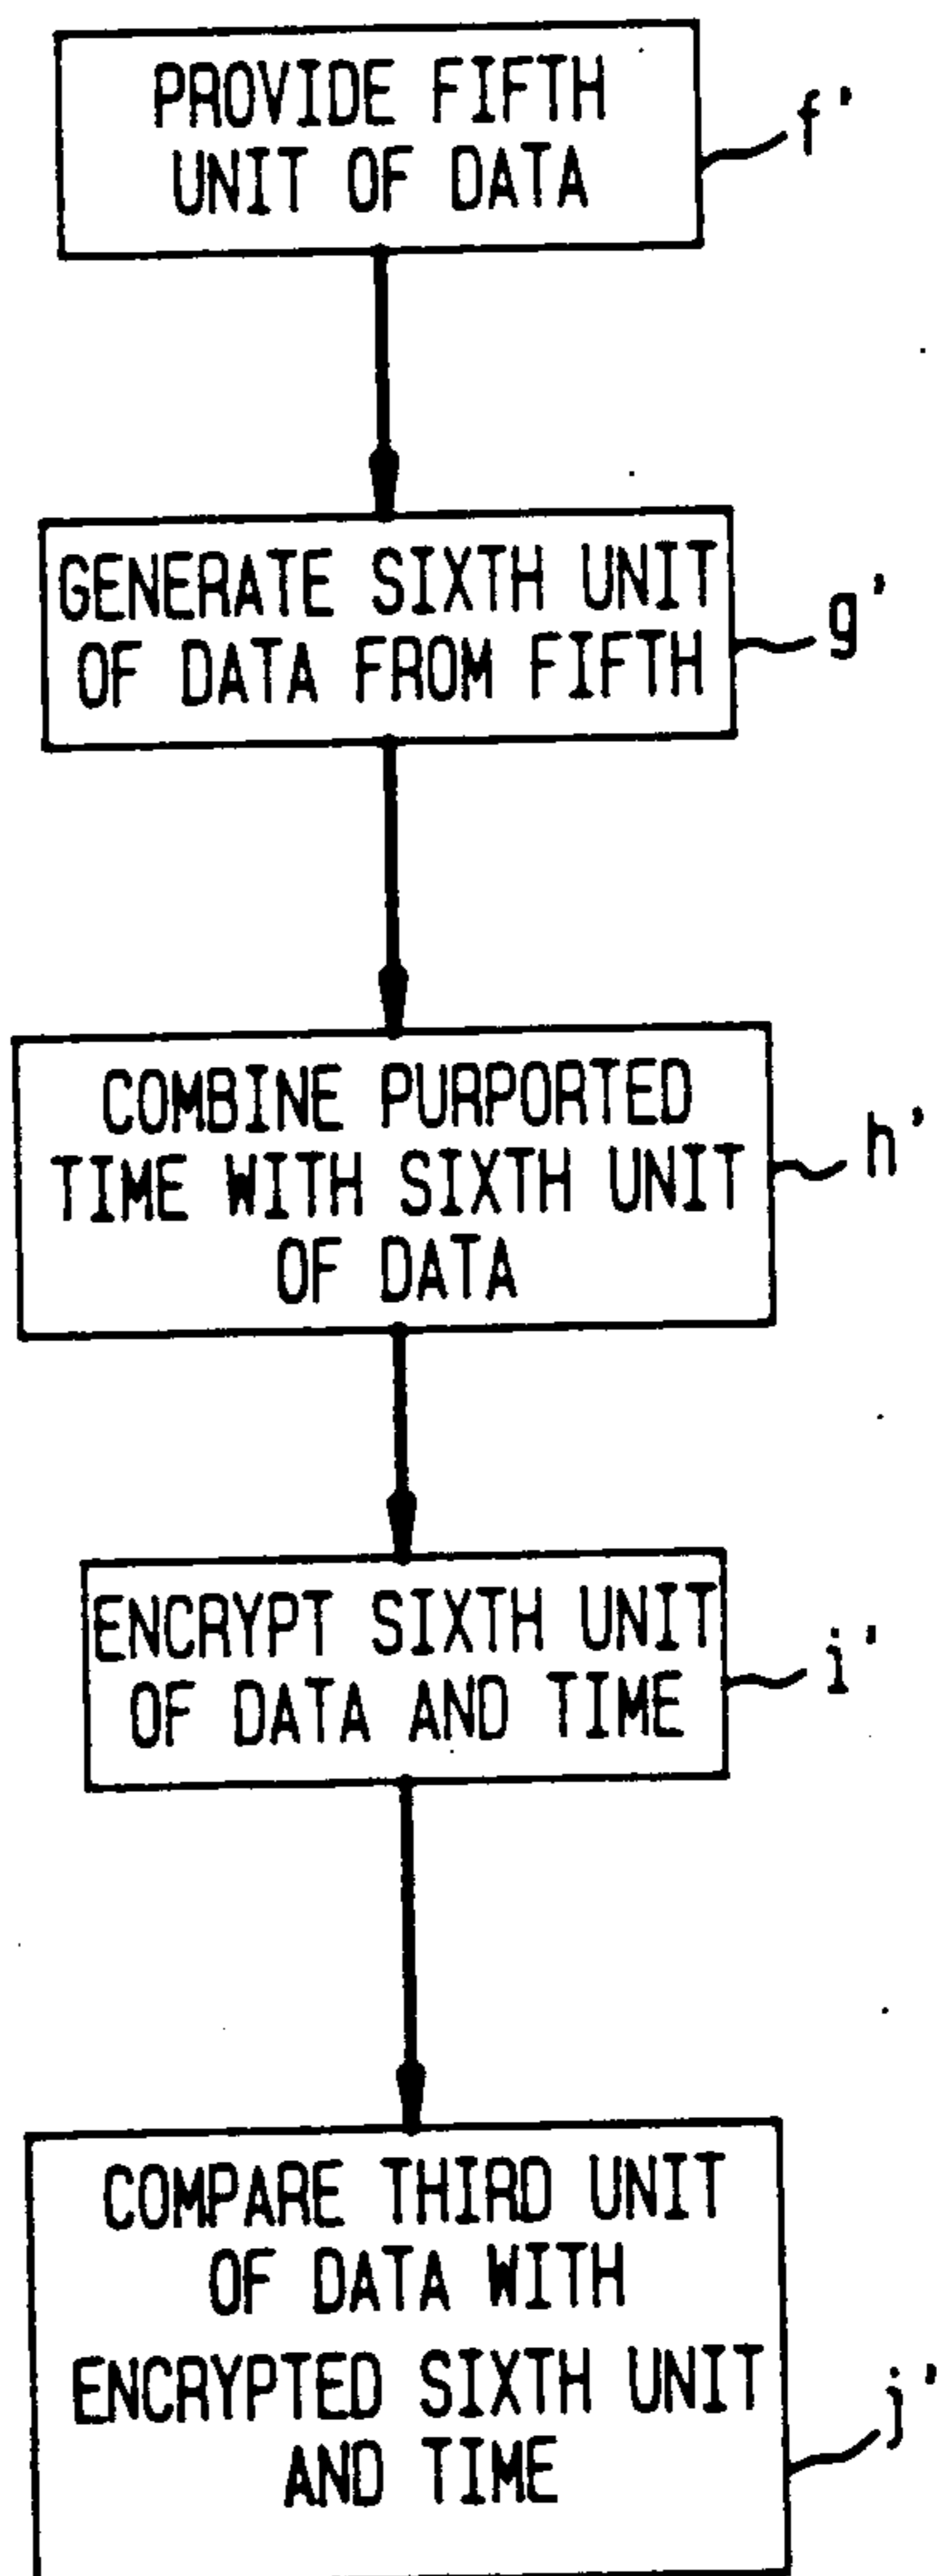 PROVIDE FIFTH
UNIT OF DATA
f'
GENERATE SIXTH UNIT
OF DATA FROM FIFTH
g'
COMBINE PURPORTED
TIME WITH SIXTH UNIT
OF DATA
h'
ENCRYPT SIXTH UNIT
OF DATA AND TIME
i'
COMPARE THIRD UNIT
OF DATA WITH
ENCRYPTED SIXTH UNIT
AND TIME
j'